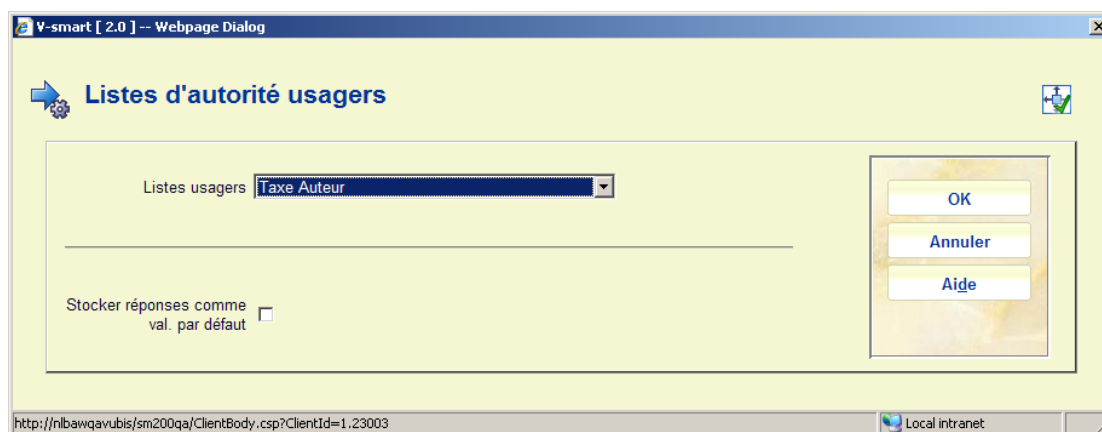 V-smart [ 2.0 ] -- Webpage Dialog
Listes d'autorité usagers
Listes usagers Taxe Auteur
OK
Annuler
Aide
Stocker réponses comme
val. par défaut
http://nlbawqavubis/sm200qa/ClientBody.csp?ClientId=1.23003
Local intranet